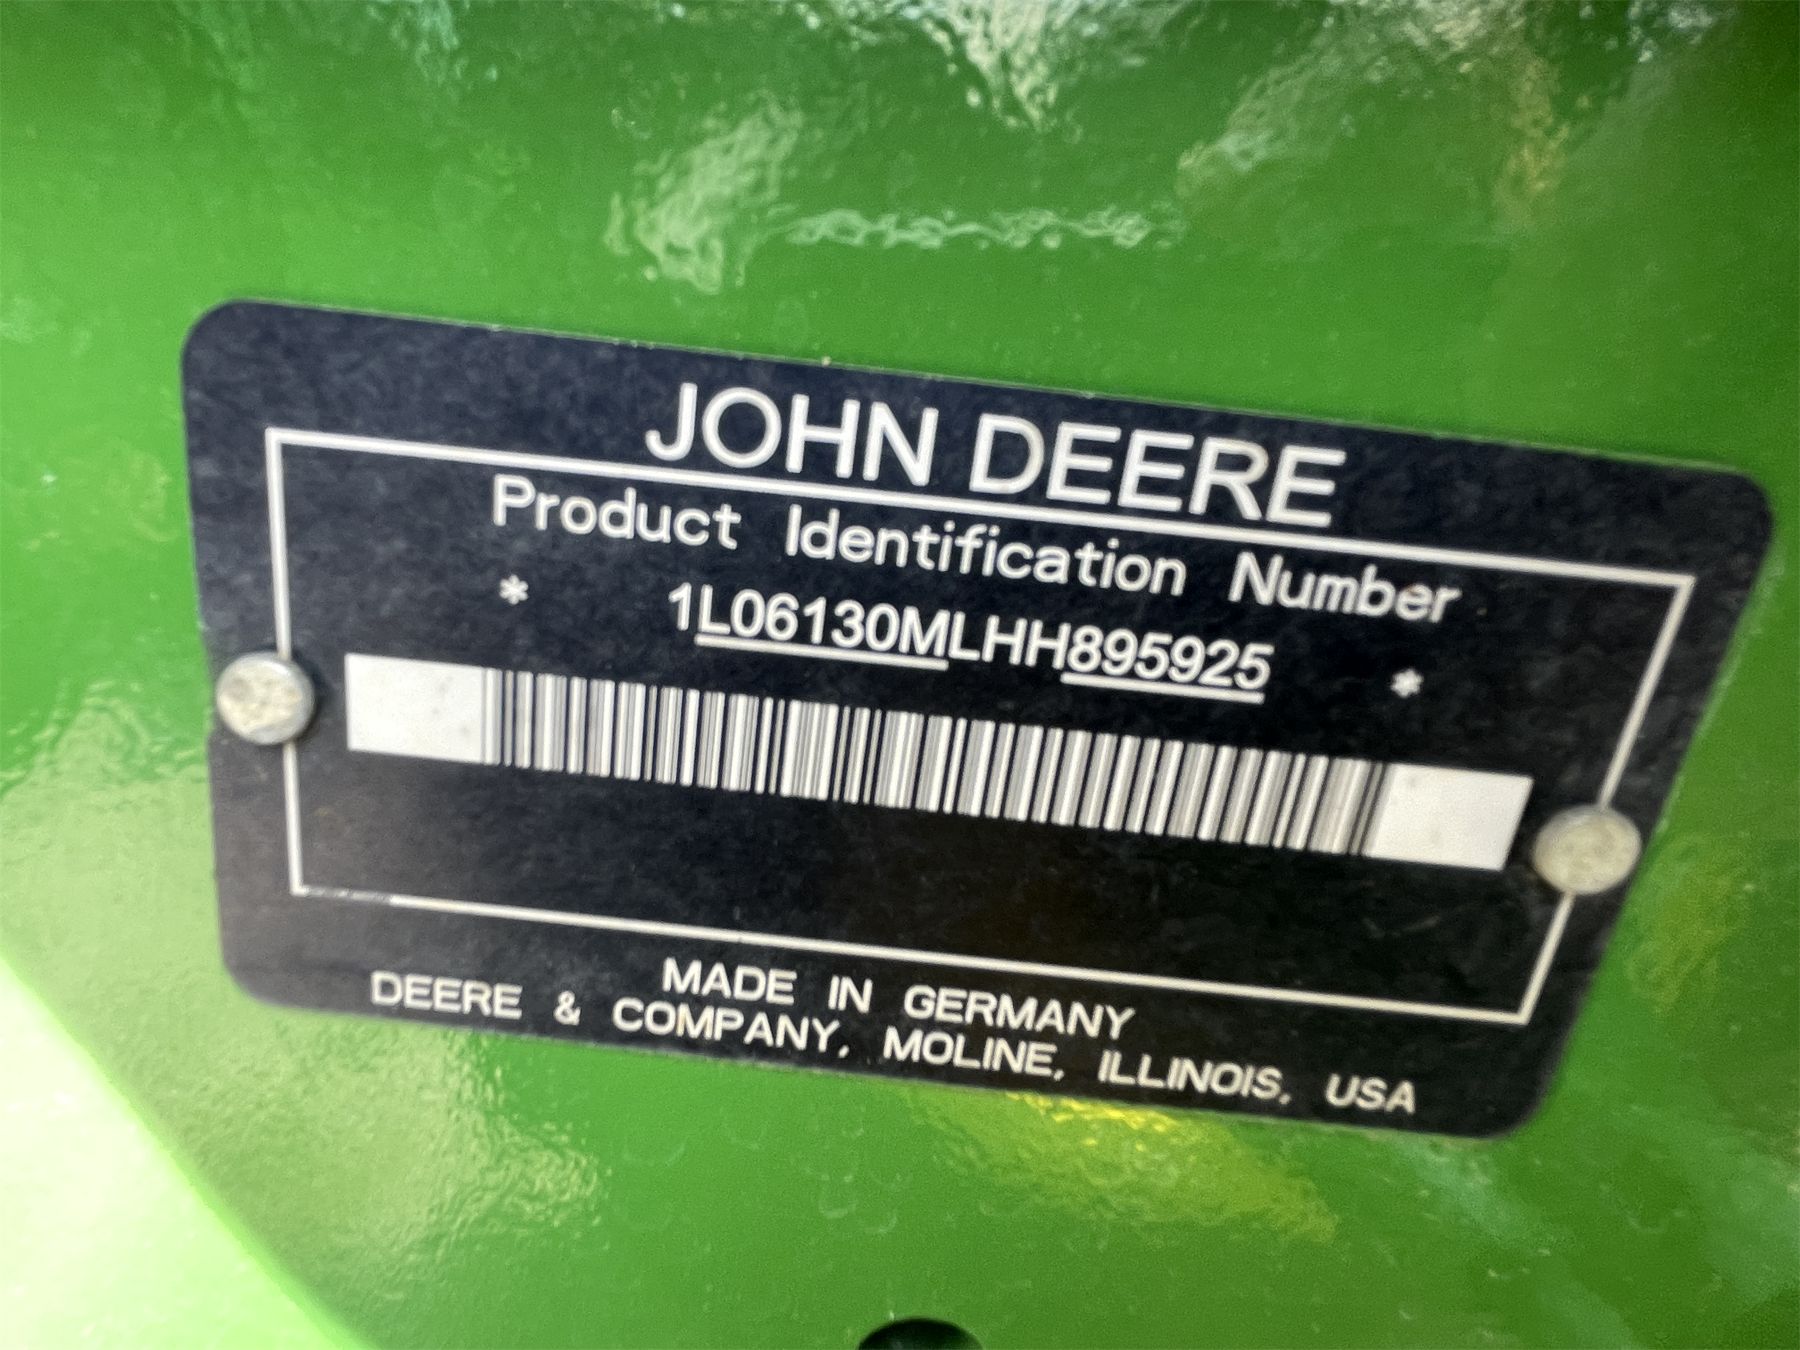 JOHN DEERE
Product Identification Number
* 1L06130MLHH895925 *
MADE IN GERMANY
DEERE & COMPANY, MOLINE, ILLINOIS, USA